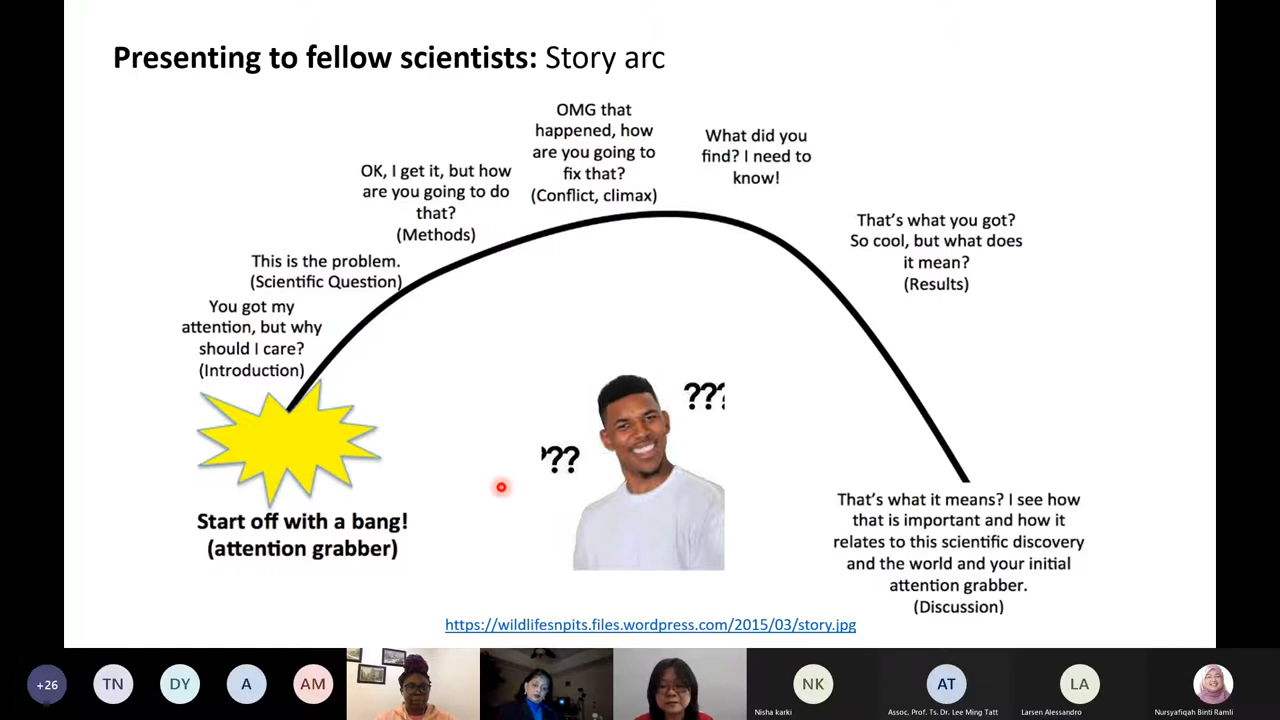 Presenting to fellow scientists: Story arc
OMG that
happened, how
are you going to
fix that?
(Conflict, climax)
What did you
find? I need to
know!
OK, I get it, but how
are you going to do
that?
(Methods)
That's what you got?
So cool, but what does
it mean?
(Results)
This is the problem.
(Scientific Question)
You got my
attention, but why
should I care?
(Introduction)
???
???
Start off with a bang!
(attention grabber)
That's what it means? I see how
that is important and how it
relates to this scientific discovery
and the world and your initial
attention grabber.
(Discussion)
https://wildlifesnpits.files.wordpress.com/2015/03/story.jpg
+26
TN
DY
A
AM
NK
AT
LA
Nisha karki
Assoc. Prof. Ts. Dr. Lee Ming Tatt
Larsen Alessandro
Nursyafiqah Binti Ramli